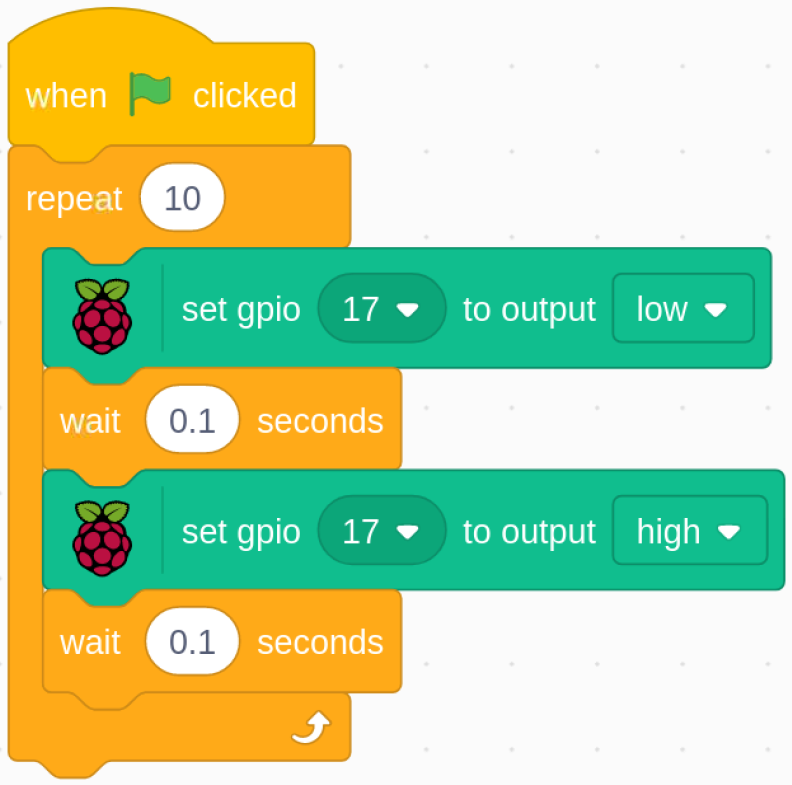 when clicked
repeat 10
set gpio 17 to output low
wait 0.1 seconds
set gpio 17 to output high
wait 0.1 seconds